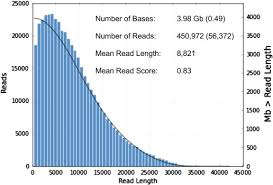 25000
20000
15000
10000
5000
0
Reads
Number of Bases: 3.98 Gb (0.49)
Number of Reads: 450,972 (56,372)
Mean Read Length: 8,821
Mean Read Score: 0.83
4000
3500
3000
2500
2000
1500
1000
500
0
Mb > Read Length
0 5000 10000 15000 20000 25000 30000 35000 40000 45000
Read Length